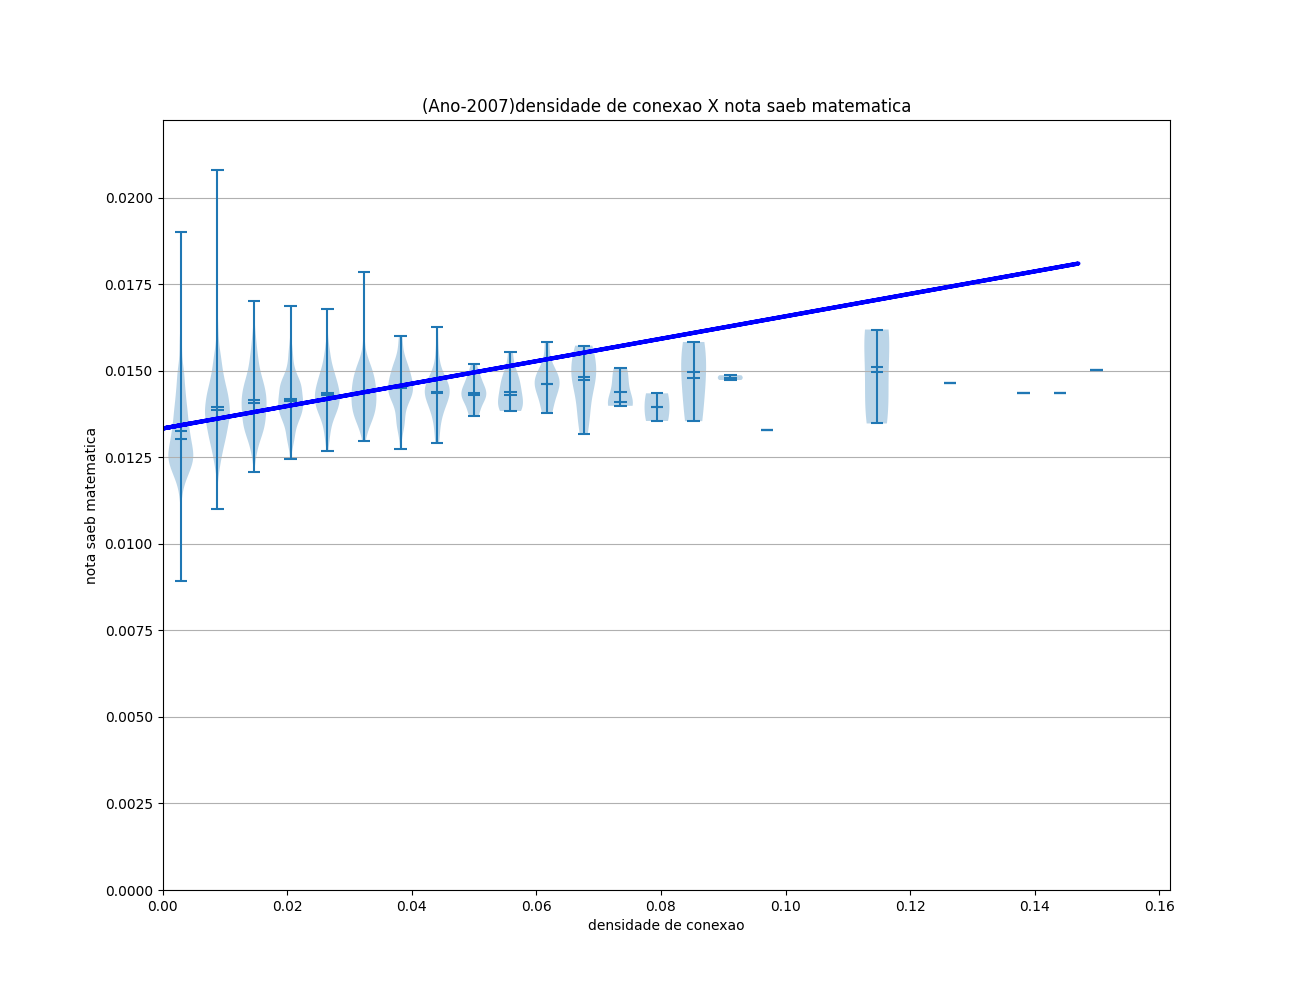 (Ano-2007)densidade de conexao X nota saeb matematica
0.0200
0.0175
0.0150
0.0125
0.0100
0.0075
0.0050
0.0025
0.0000
nota saeb matematica
0.00 0.02 0.04 0.06 0.08 0.10 0.12 0.14 0.16
densidade de conexao